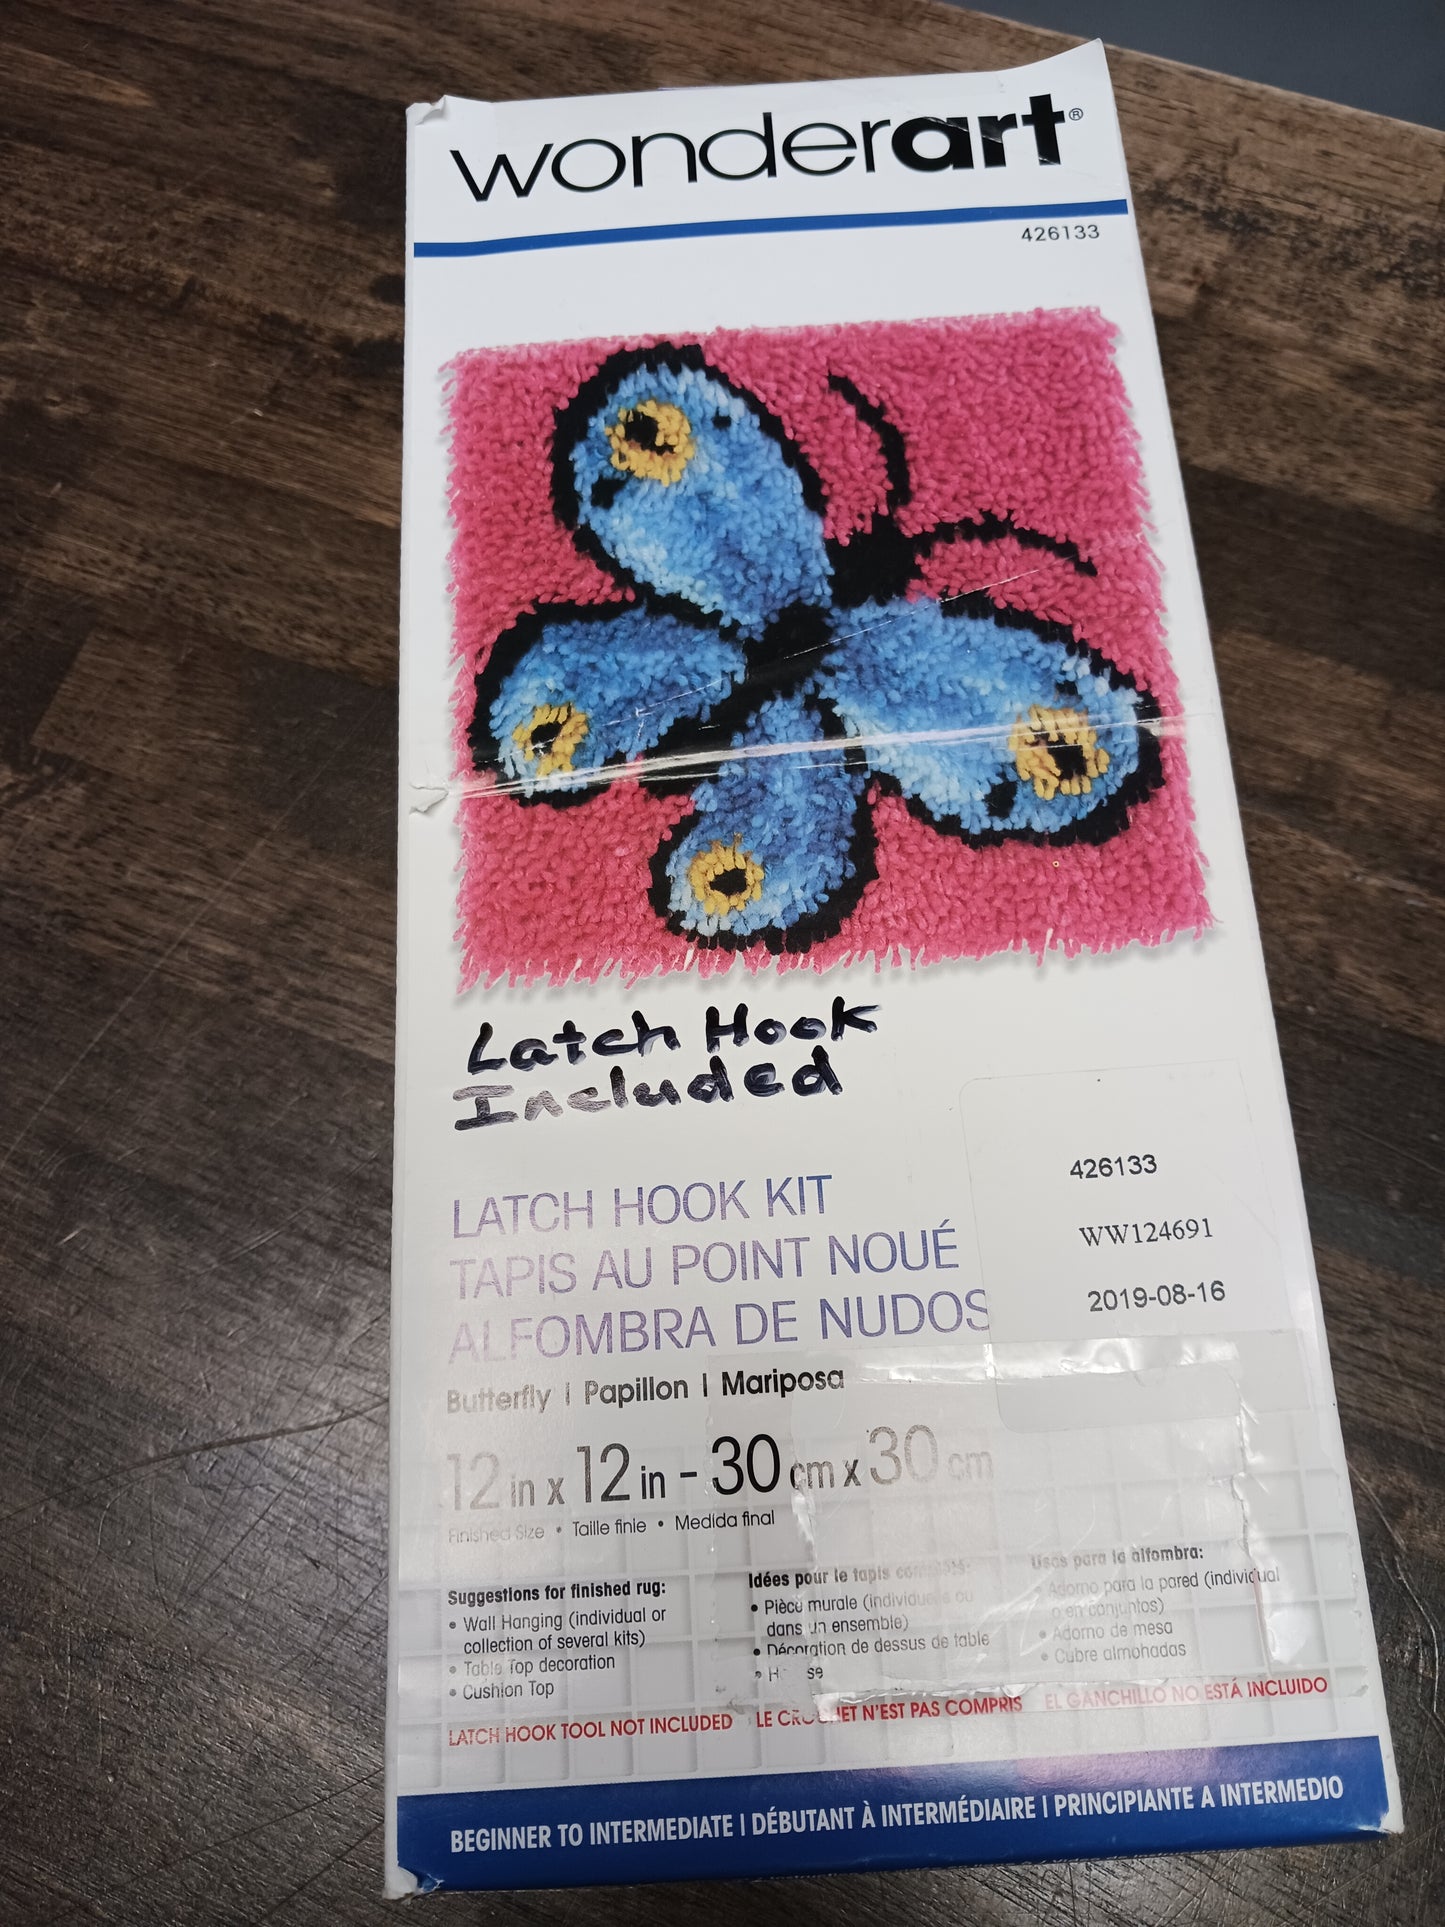 wonderart®
426133
Latch Hook
Included
LATCH HOOK KIT
TAPIS AU POINT NOUÉ
ALFOMBRA DE NUDOS
426133
WW124691
2019-08-16
Butterfly | Papillon | Mariposa
12 in x 12 in - 30 cm x 30 cm
Finished Size • Taille finie • Medida final
Suggestions for finished rug:
• Wall Hanging (individual or
collection of several kits)
• Table Top decoration
• Cushion Top
Idées pour le tapis
• Pièce murale (individuelle ou
dans un ensemble)
• Décoration de dessus de table
Usos para la alfombra:
• Adorno para la pared (individual
o en conjuntos)
• Adorno de mesa
• Cubre almohadas
LATCH HOOK TOOL NOT INCLUDED LE CROCHET N'EST PAS COMPRIS EL GANCHILLO NO ESTÁ INCLUIDO
BEGINNER TO INTERMEDIATE | DÉBUTANT À INTERMÉDIAIRE | PRINCIPIANTE A INTERMEDIO